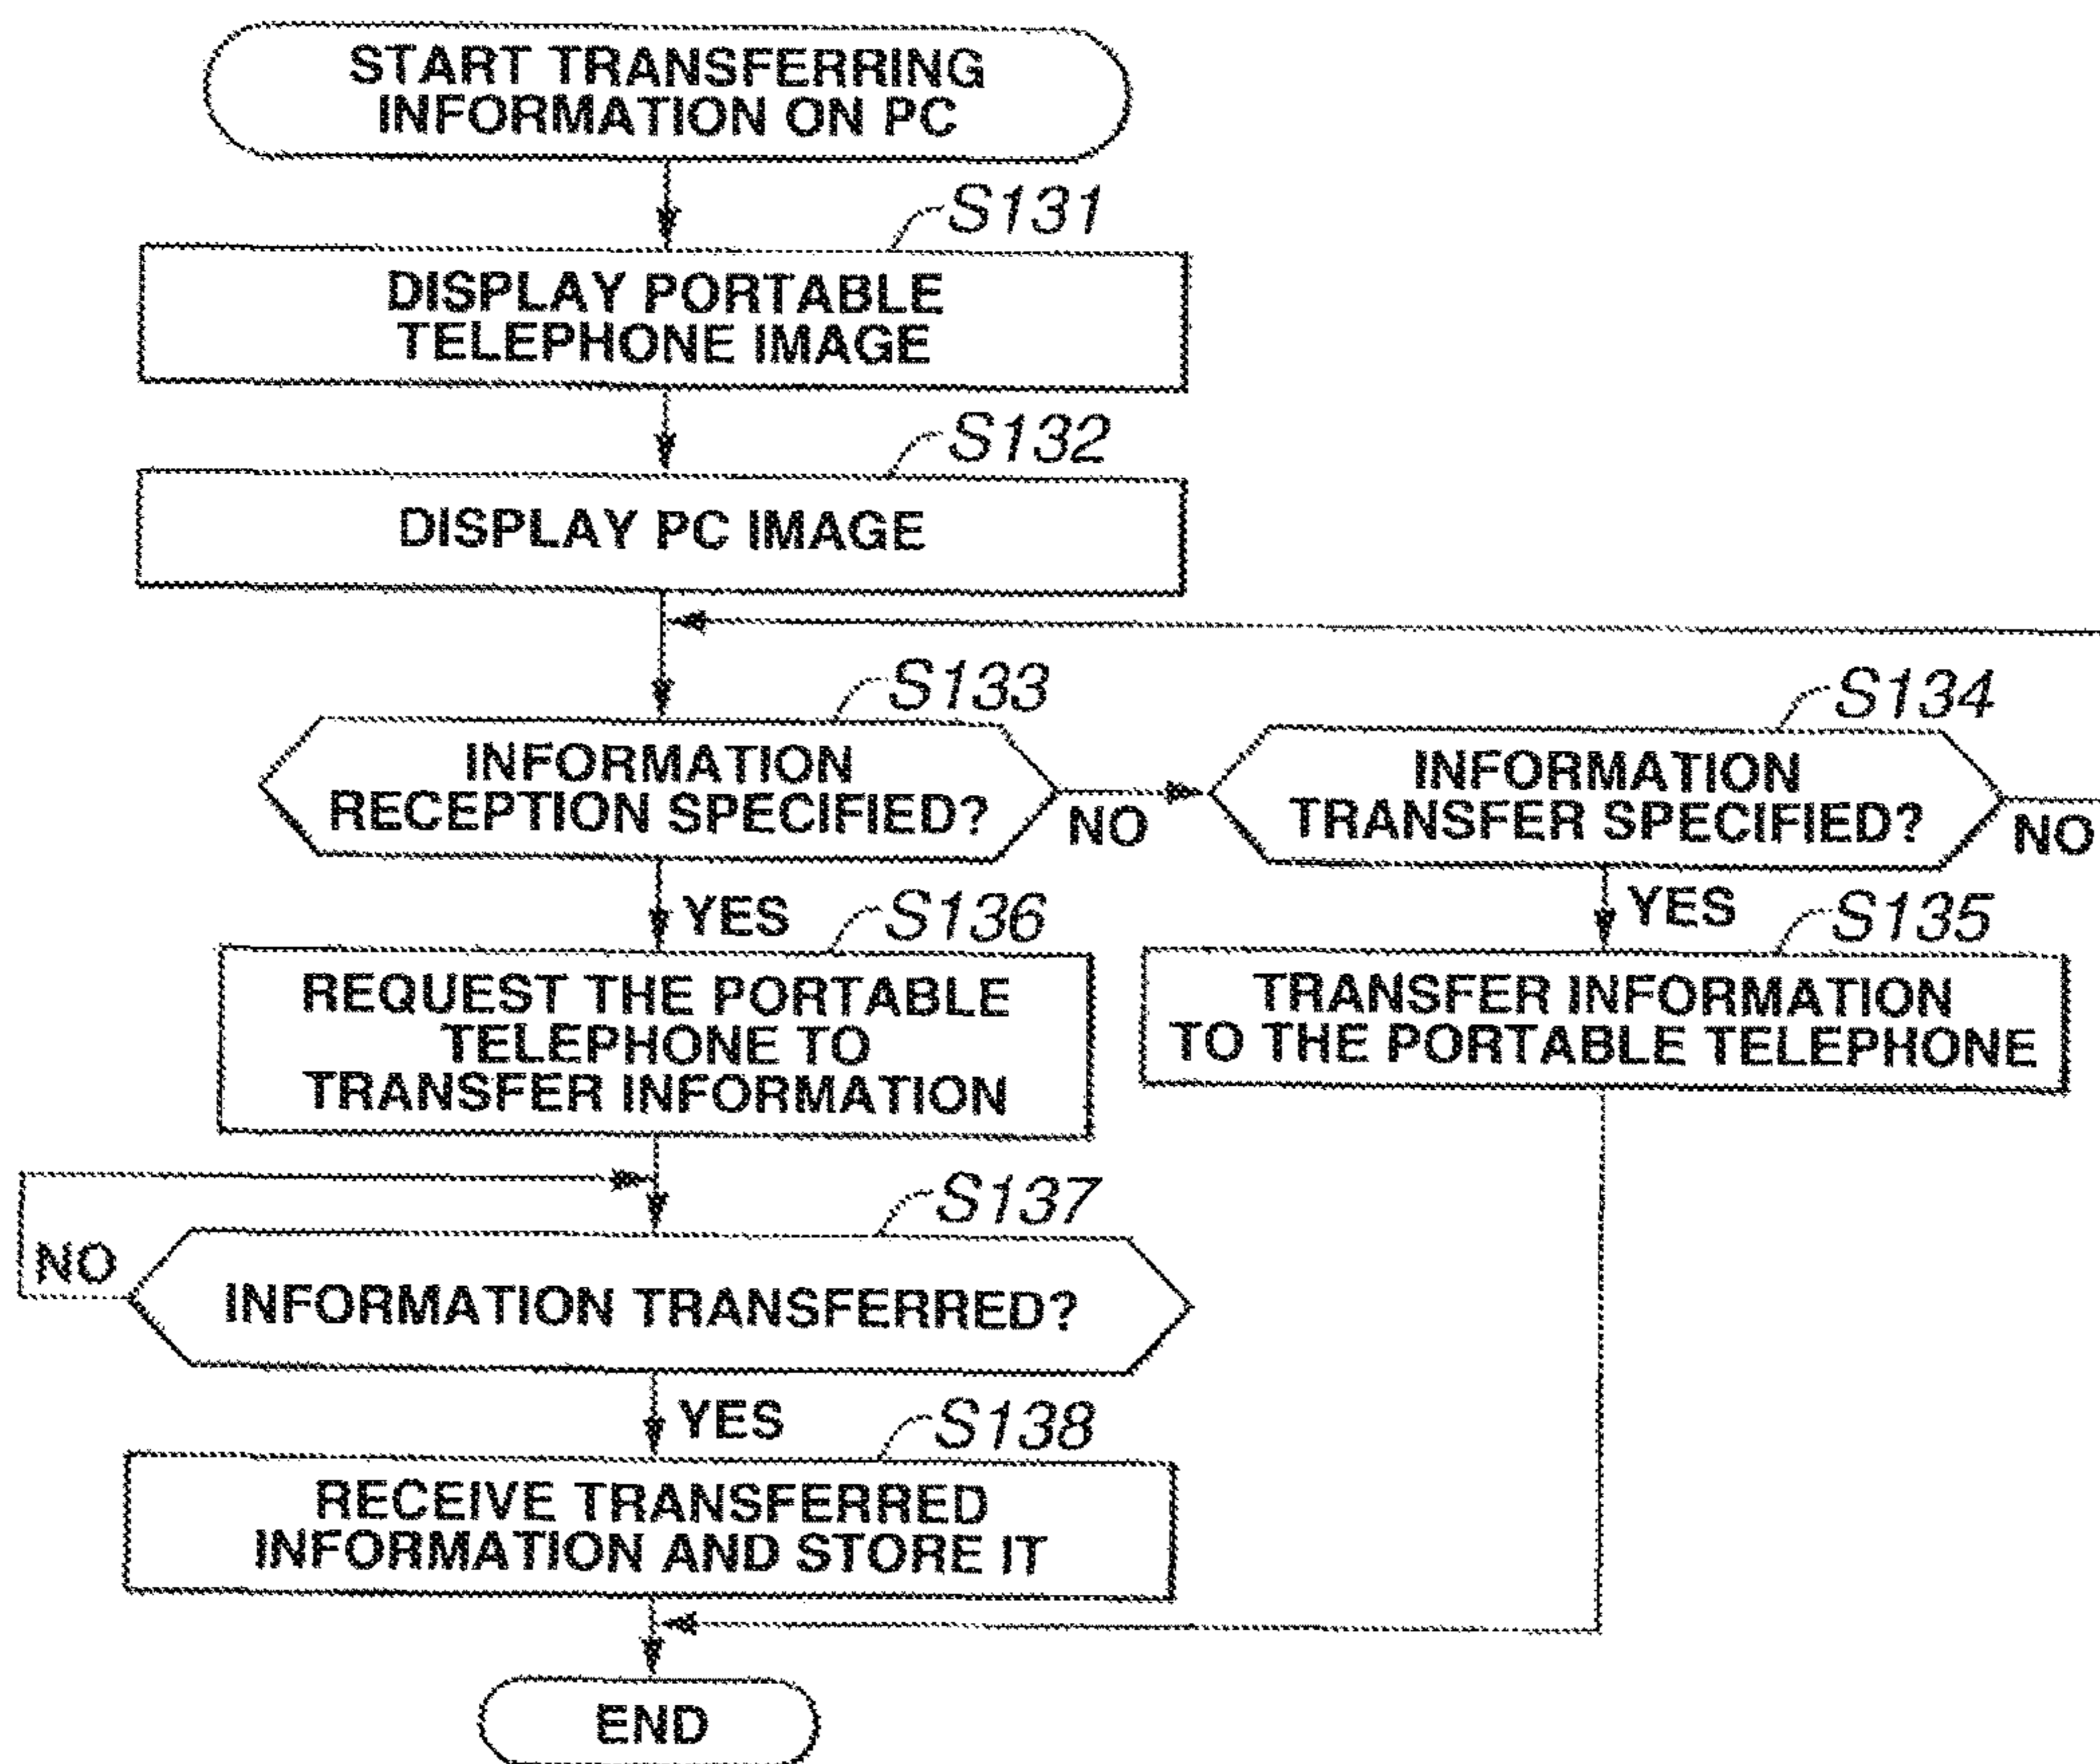 START TRANSFERRING
INFORMATION ON PC
S131
DISPLAY PORTABLE
TELEPHONE IMAGE
S132
DISPLAY PC IMAGE
S133
INFORMATION
RECEPTION SPECIFIED?
NO
S134
INFORMATION
TRANSFER SPECIFIED?
NO
YES
S136
REQUEST THE PORTABLE
TELEPHONE TO
TRANSFER INFORMATION
YES
S135
TRANSFER INFORMATION
TO THE PORTABLE TELEPHONE
S137
NO
INFORMATION TRANSFERRED?
YES
S138
RECEIVE TRANSFERRED
INFORMATION AND STORE IT
END